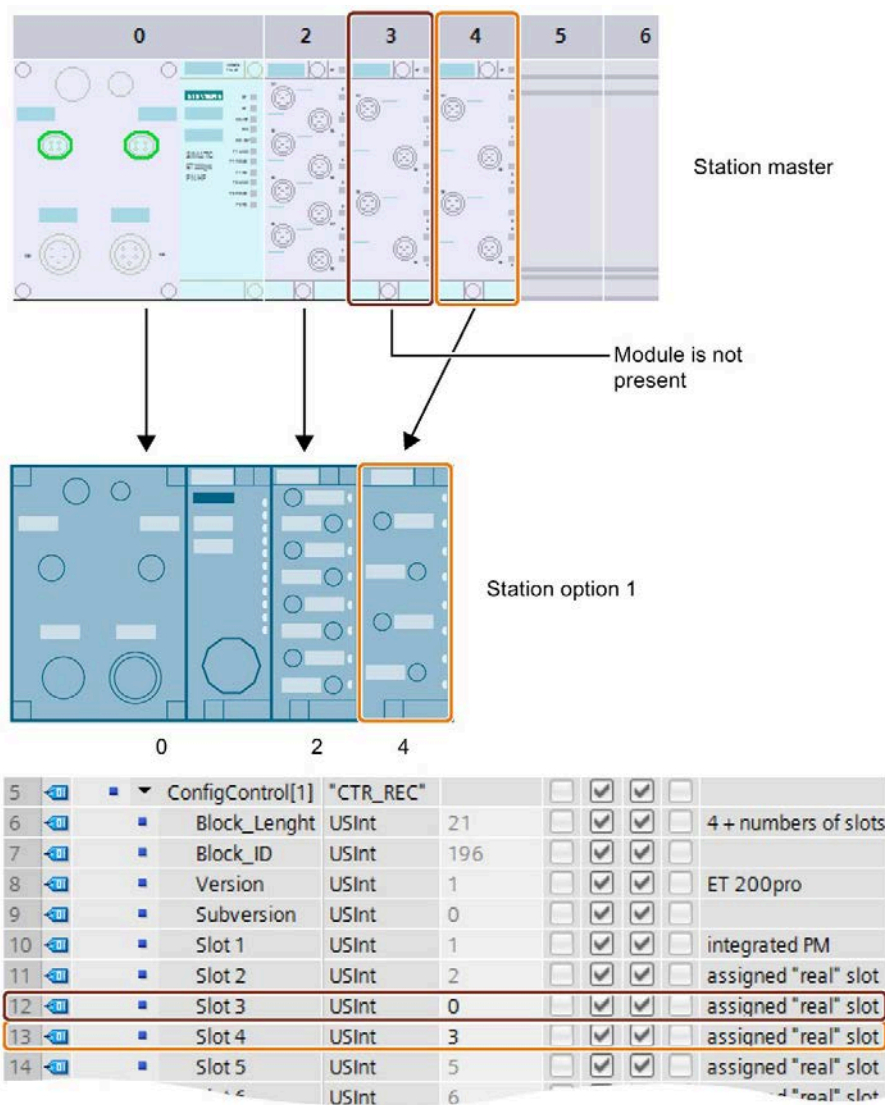 0 2 3 4 5 6
SIEMENS
Station master
Module is not
present
Station option 1
0 2 4
5 ConfigControl[1] "CTR_REC"
6 Block_Lenght USInt 21 4 + numbers of slots
7 Block_ID USInt 196
8 Version USInt 1 ET 200pro
9 Subversion USInt 0
10 Slot 1 USInt 1 integrated PM
11 Slot 2 USInt 2 assigned "real" slot
12 Slot 3 USInt 0 assigned "real" slot
13 Slot 4 USInt 3 assigned "real" slot
14 Slot 5 USInt 5 assigned "real" slot
USInt 6 "real" slot